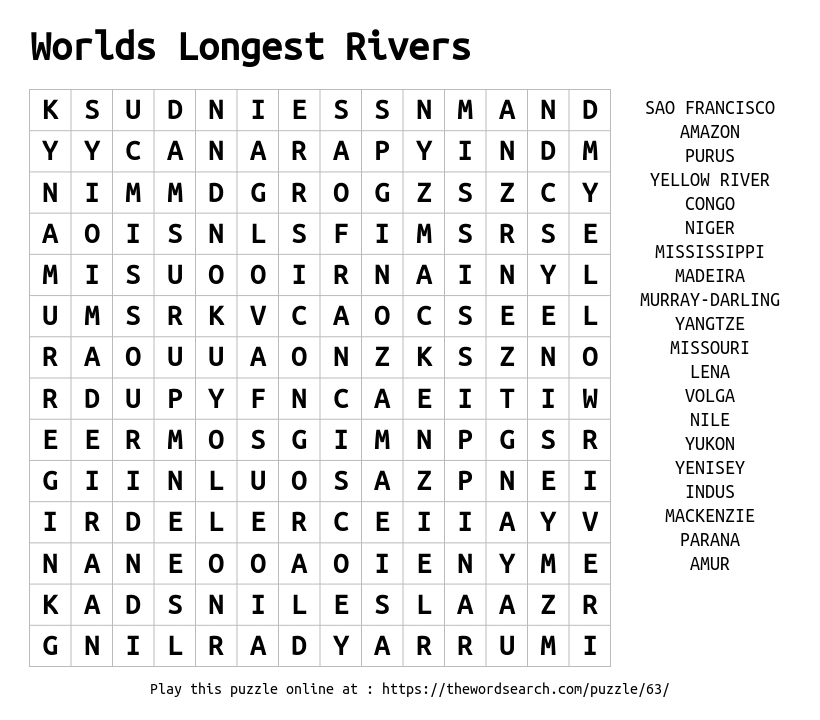 Worlds Longest Rivers
K S U D N I E S S N M A N D
Y Y C A N A R A P Y I N D M
N I M M D G R O G Z S Z C Y
A O I S N L S F I M S R S E
M I S U O O I R N A I N Y L
U M S R K V C A O C S E E L
R A O U U A O N Z K S Z N O
R D U P Y F N C A E I T I W
E E R M O S G I M N P G S R
G I I N L U O S A Z P N E I
I R D E L E R C E I I A Y V
N A N E O O A O I E N Y M E
K A D S N I L E S L A A Z R
G N I L R A D Y A R R U M I
SAO FRANCISCO
AMAZON
PURUS
YELLOW RIVER
CONGO
NIGER
MISSISSIPPI
MADEIRA
MURRAY-DARLING
YANGTZE
MISSOURI
LENA
VOLGA
NILE
YUKON
YENISEY
INDUS
MACKENZIE
PARANA
AMUR
Play this puzzle online at : https://thewordsearch.com/puzzle/63/